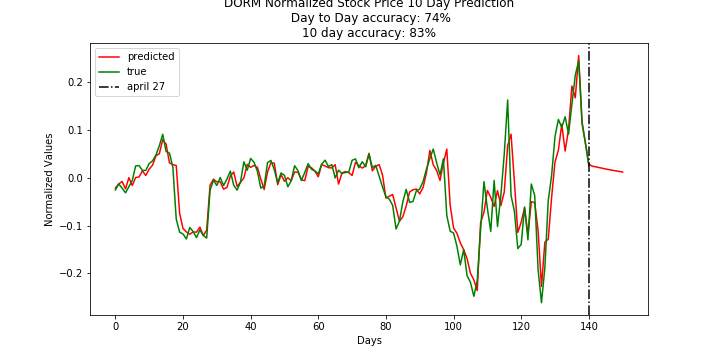 DORM Normalized Stock Price 10 Day Prediction
Day to Day accuracy: 74%
10 day accuracy: 83%
predicted
true
april 27
0.2
0.1
0.0
−0.1
−0.2
Normalized Values
0 20 40 60 80 100 120 140
Days